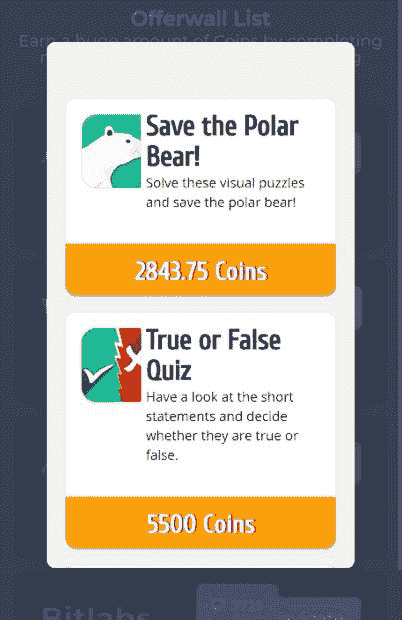 Offerwall List
Earn a huge amount of Coins by completing
Save the Polar
Bear!
Solve these visual puzzles
and save the polar bear!
2843.75 Coins
True or False
Quiz
Have a look at the short
statements and decide
whether they are true or
false.
5500 Coins
Bitlabs